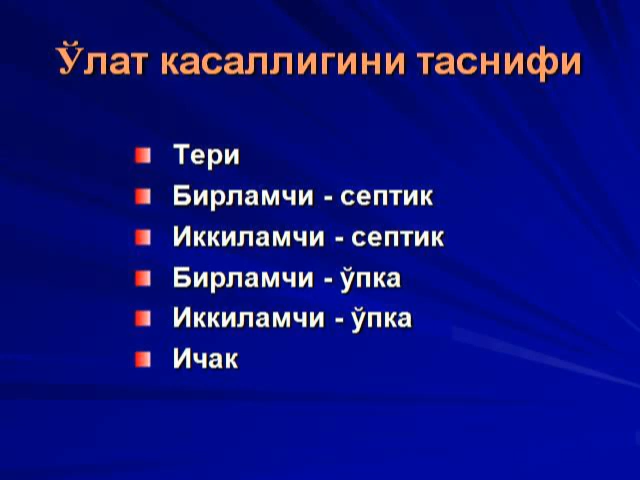 Ўлат касаллигини таснифи
Тери
Бирламчи - септик
Иккиламчи - септик
Бирламчи - ўпка
Иккиламчи - ўпка
Ичак